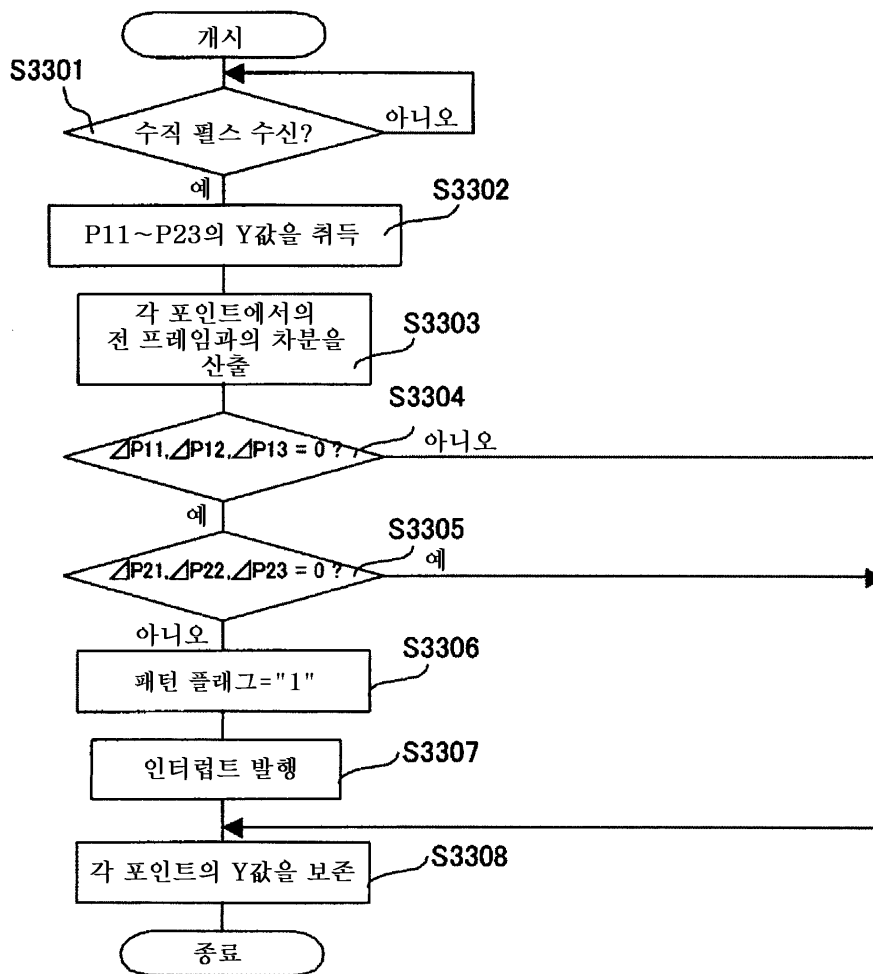 개시
S3301
수직 펄스 수신?
아니오
예
S3302
P11~P23의 Y값을 취득
각 포인트에서의
전 프레임과의 차분을
산출
S3303
S3304
⊿P11,⊿P12,⊿P13 = 0 ?
아니오
예
S3305
⊿P21,⊿P22,⊿P23 = 0 ?
예
아니오
S3306
패턴 플래그="1"
S3307
인터럽트 발행
각 포인트의 Y값을 보존
S3308
종료